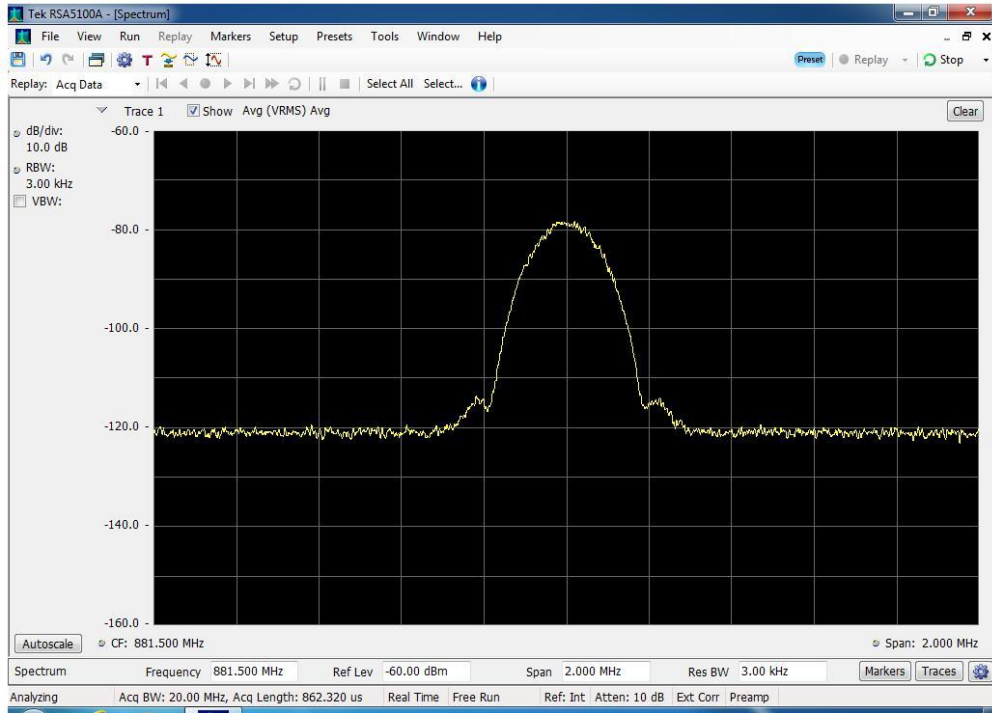 Tek RSA5100A - [Spectrum]
File View Run Replay Markers Setup Presets Tools Window Help
Preset Replay Stop
Replay: Acq Data Select All Select...
Trace 1 Show Avg (VRMS) Avg Clear
dB/div:
10.0 dB
RBW:
3.00 kHz
VBW:
-60.0 -
-80.0 -
-100.0 -
-120.0 -
-140.0 -
-160.0 -
Autoscale CF: 881.500 MHz Span: 2.000 MHz
Spectrum Frequency 881.500 MHz Ref Lev -60.00 dBm Span 2.000 MHz Res BW 3.00 kHz Markers Traces
Analyzing Acq BW: 20.00 MHz, Acq Length: 862.320 us Real Time Free Run Ref: Int Atten: 10 dB Ext Corr Preamp